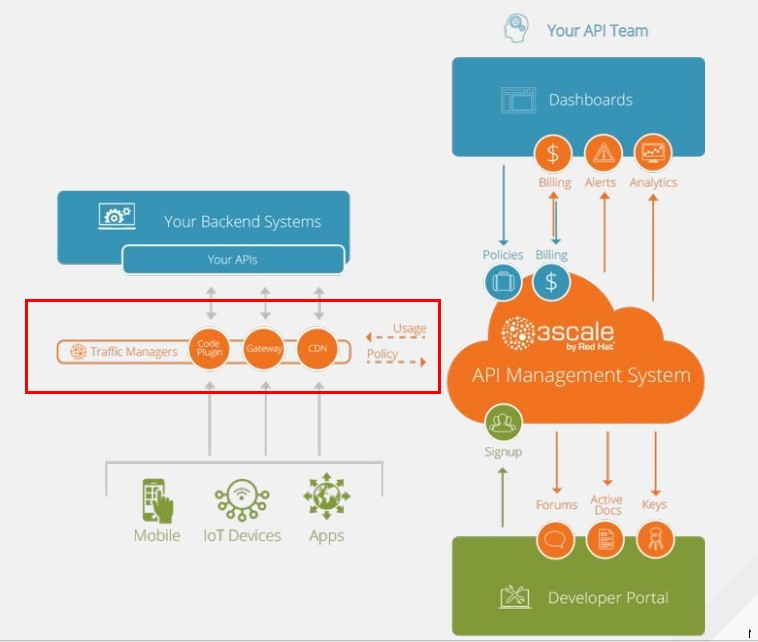 Your API Team
Dashboards
Billing
Alerts
Analytics
Your Backend Systems
Your APIs
Policies
Billing
Traffic Managers
Code
Plugin
Gateway
CDN
Usage
Policy
3scale
by Red Hat
API Management System
Signup
Mobile
IoT Devices
Apps
Forums
Active
Docs
Keys
Developer Portal